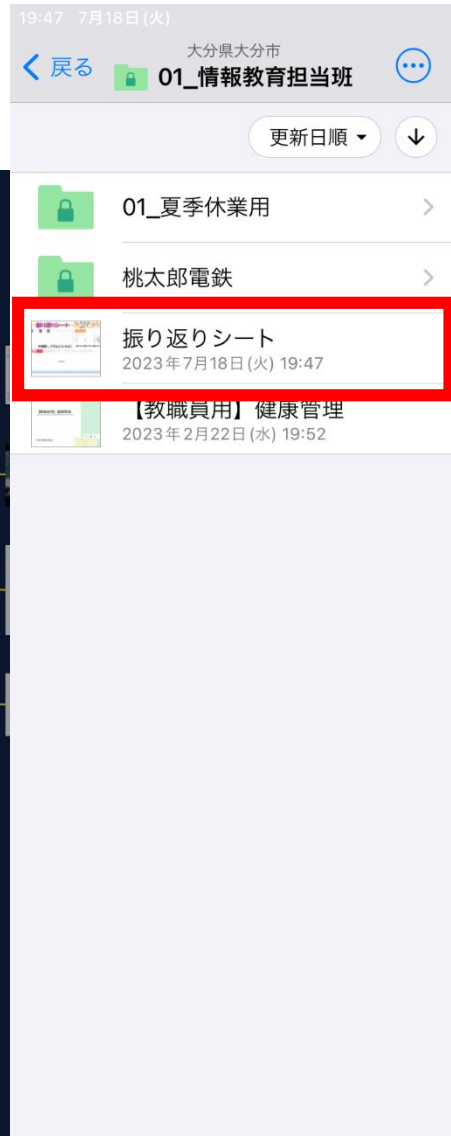 19:47 7月18日(火)
戻る
大分県大分市
01_情報教育担当班
更新日順
01_夏季休業用
桃太郎電鉄
振り返りシート
2023年7月18日(火) 19:47
【教職員用】健康管理
2023年2月22日(水) 19:52